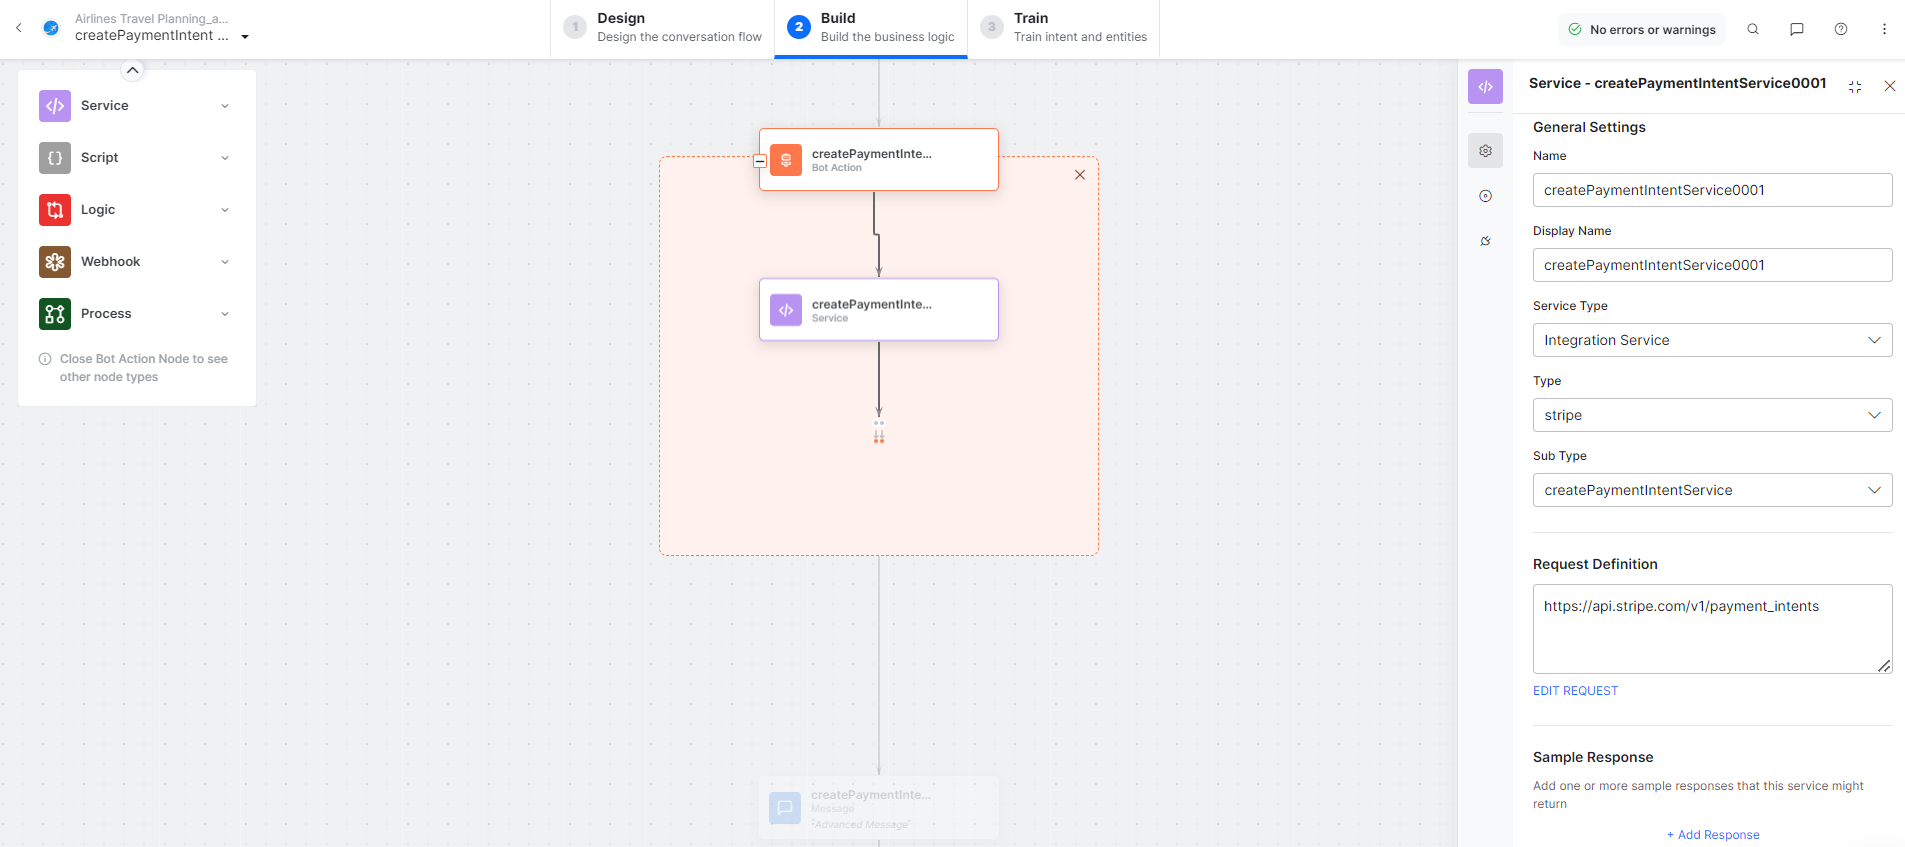 Airlines Travel Planning_a...
createPaymentIntent ...
1
Design
Design the conversation flow
2
Build
Build the business logic
3
Train
Train intent and entities
No errors or warnings
Service
Script
Logic
Webhook
Process
Close Bot Action Node to see
other node types
createPaymentInte...
Bot Action
createPaymentInte...
Service
createPaymentInte...
Message
"Advanced Message"
Service - createPaymentIntentService0001
General Settings
Name
createPaymentIntentService0001
Display Name
createPaymentIntentService0001
Service Type
Integration Service
Type
stripe
Sub Type
createPaymentIntentService
Request Definition
https://api.stripe.com/v1/payment_intents
EDIT REQUEST
Sample Response
Add one or more sample responses that this service might
return
+ Add Response